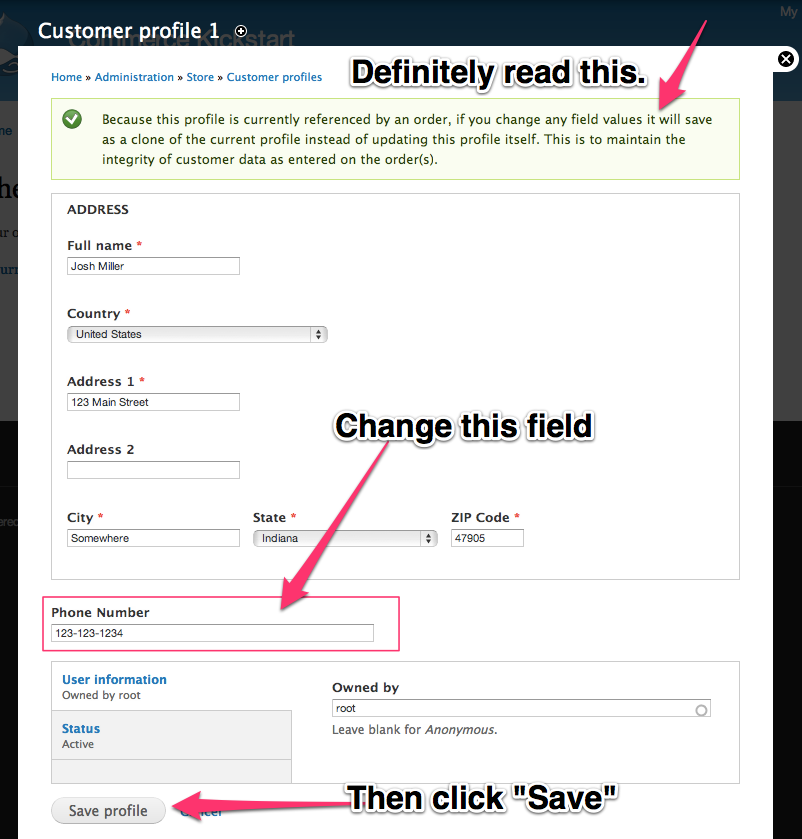 My
Customer profile 1
Commerce Kickstart
Home » Administration » Store » Customer profiles
Definitely read this.
Because this profile is currently referenced by an order, if you change any field values it will save
as a clone of the current profile instead of updating this profile itself. This is to maintain the
integrity of customer data as entered on the order(s).
ADDRESS
Full name *
Josh Miller
Country *
United States
Address 1 *
123 Main Street
Change this field
Address 2
City * State * ZIP Code *
Somewhere Indiana 47905
Phone Number
123-123-1234
User information
Owned by root
Owned by
root
Leave blank for Anonymous.
Status
Active
Then click "Save"
Save profile Cancel